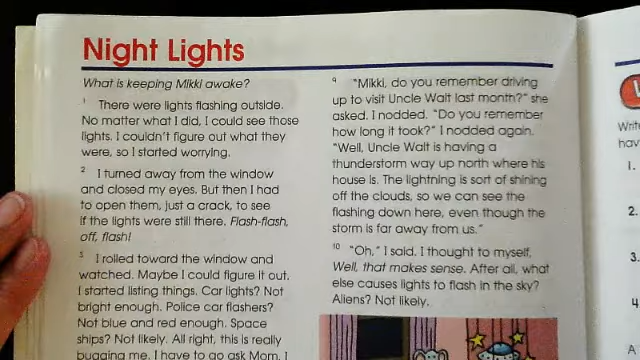 Night Lights
What is keeping Mikki awake?
1 There were lights flashing outside.
No matter what I did, I could see those
lights. I couldn't figure out what they
were, so I started worrying.
2 I turned away from the window
and closed my eyes. But then I had
to open them, just a crack, to see
if the lights were still there. Flash-flash,
off, flash!
3 I rolled toward the window and
watched. Maybe I could figure it out.
I started listing things. Car lights? Not
bright enough. Police car flashers?
Not blue and red enough. Space
ships? Not likely. All right, this is really
bugging me. I have to go ask Mom. I
9 "Mikki, do you remember driving
up to visit Uncle Walt last month?" she
asked. I nodded. "Do you remember
how long it took?" I nodded again.
"Well, Uncle Walt is having a
thunderstorm way up north where his
house is. The lightning is sort of shining
off the clouds, so we can see the
flashing down here, even though the
storm is far away from us."
10 "Oh," I said. I thought to myself,
Well, that makes sense. After all, what
else causes lights to flash in the sky?
Aliens? Not likely.
Write
hav
1.
2.
3.
4.